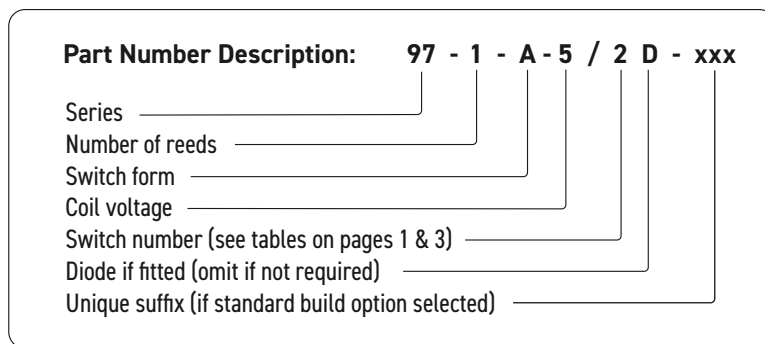 Part Number Description: 97 - 1 - A - 5 / 2 D - xxx
Series
Number of reeds
Switch form
Coil voltage
Switch number (see tables on pages 1 & 3)
Diode if fitted (omit if not required)
Unique suffix (if standard build option selected)